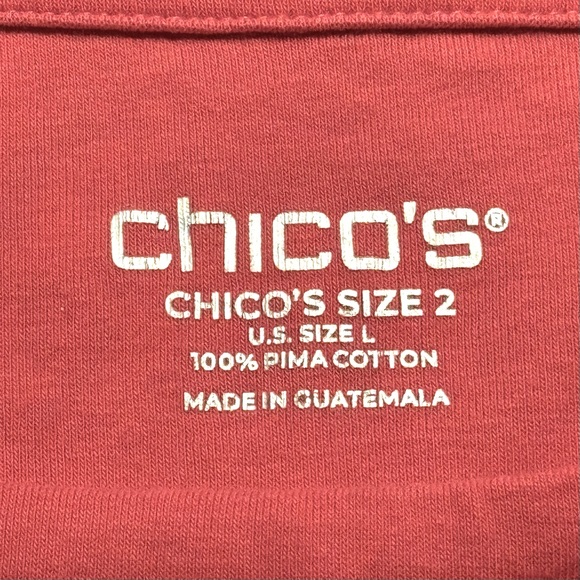 chico's®
CHICO'S SIZE 2
U.S. SIZE L
100% PIMA COTTON
MADE IN GUATEMALA